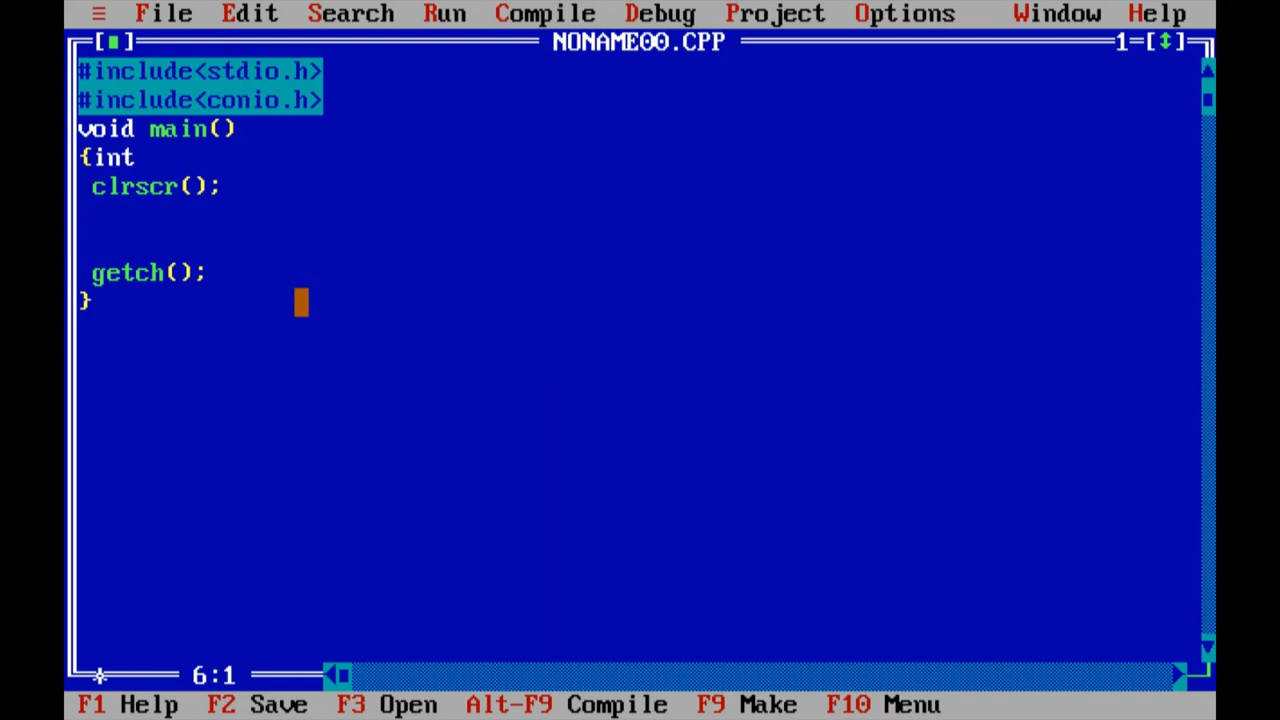 ≡ File Edit Search Run Compile Debug Project Options Window Help
[■] NONAME00.CPP 1=[↕]
#include<stdio.h>
#include<conio.h>
void main()
{int
clrscr();
getch();
}
6:1
F1 Help F2 Save F3 Open Alt-F9 Compile F9 Make F10 Menu